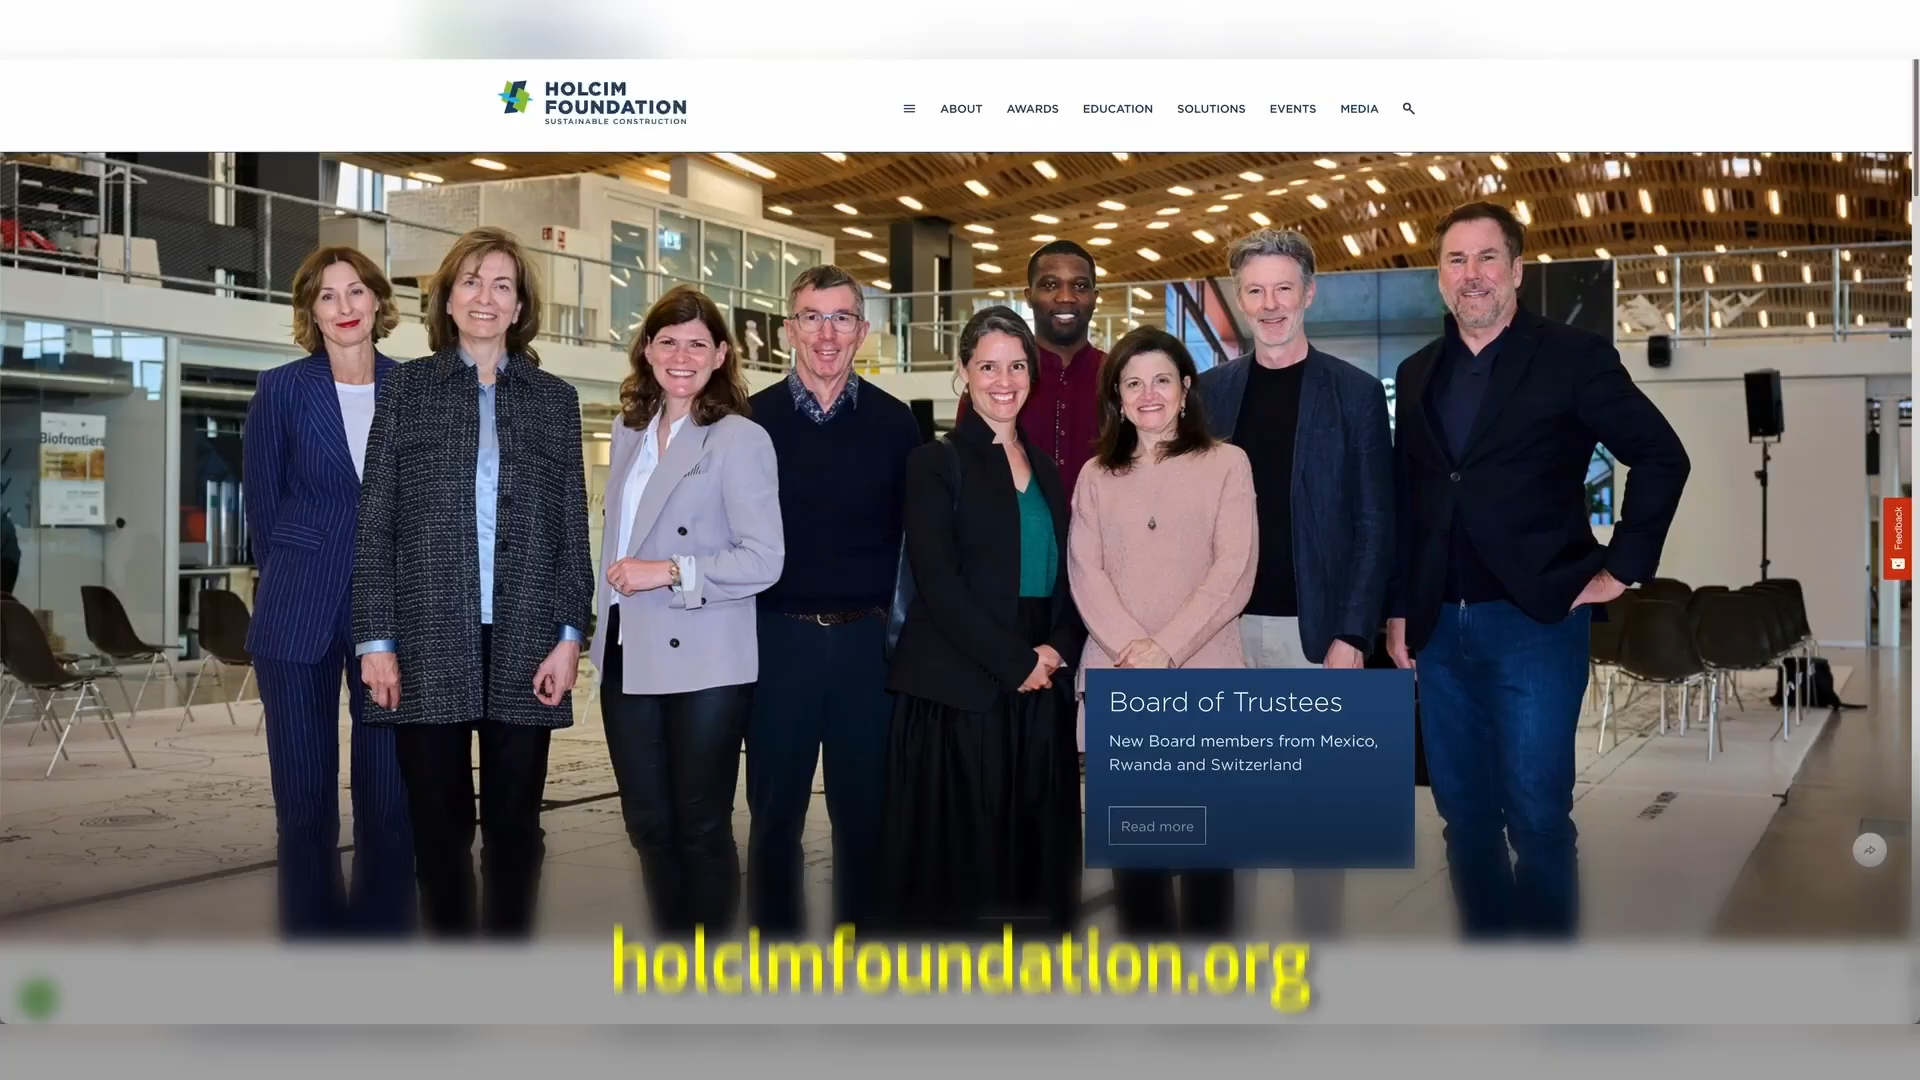 HOLCIM
FOUNDATION
SUSTAINABLE CONSTRUCTION
ABOUT AWARDS EDUCATION SOLUTIONS EVENTS MEDIA
Biofrontiers
Feedback
Board of Trustees
New Board members from Mexico,
Rwanda and Switzerland
Read more
holcimfoundation.org